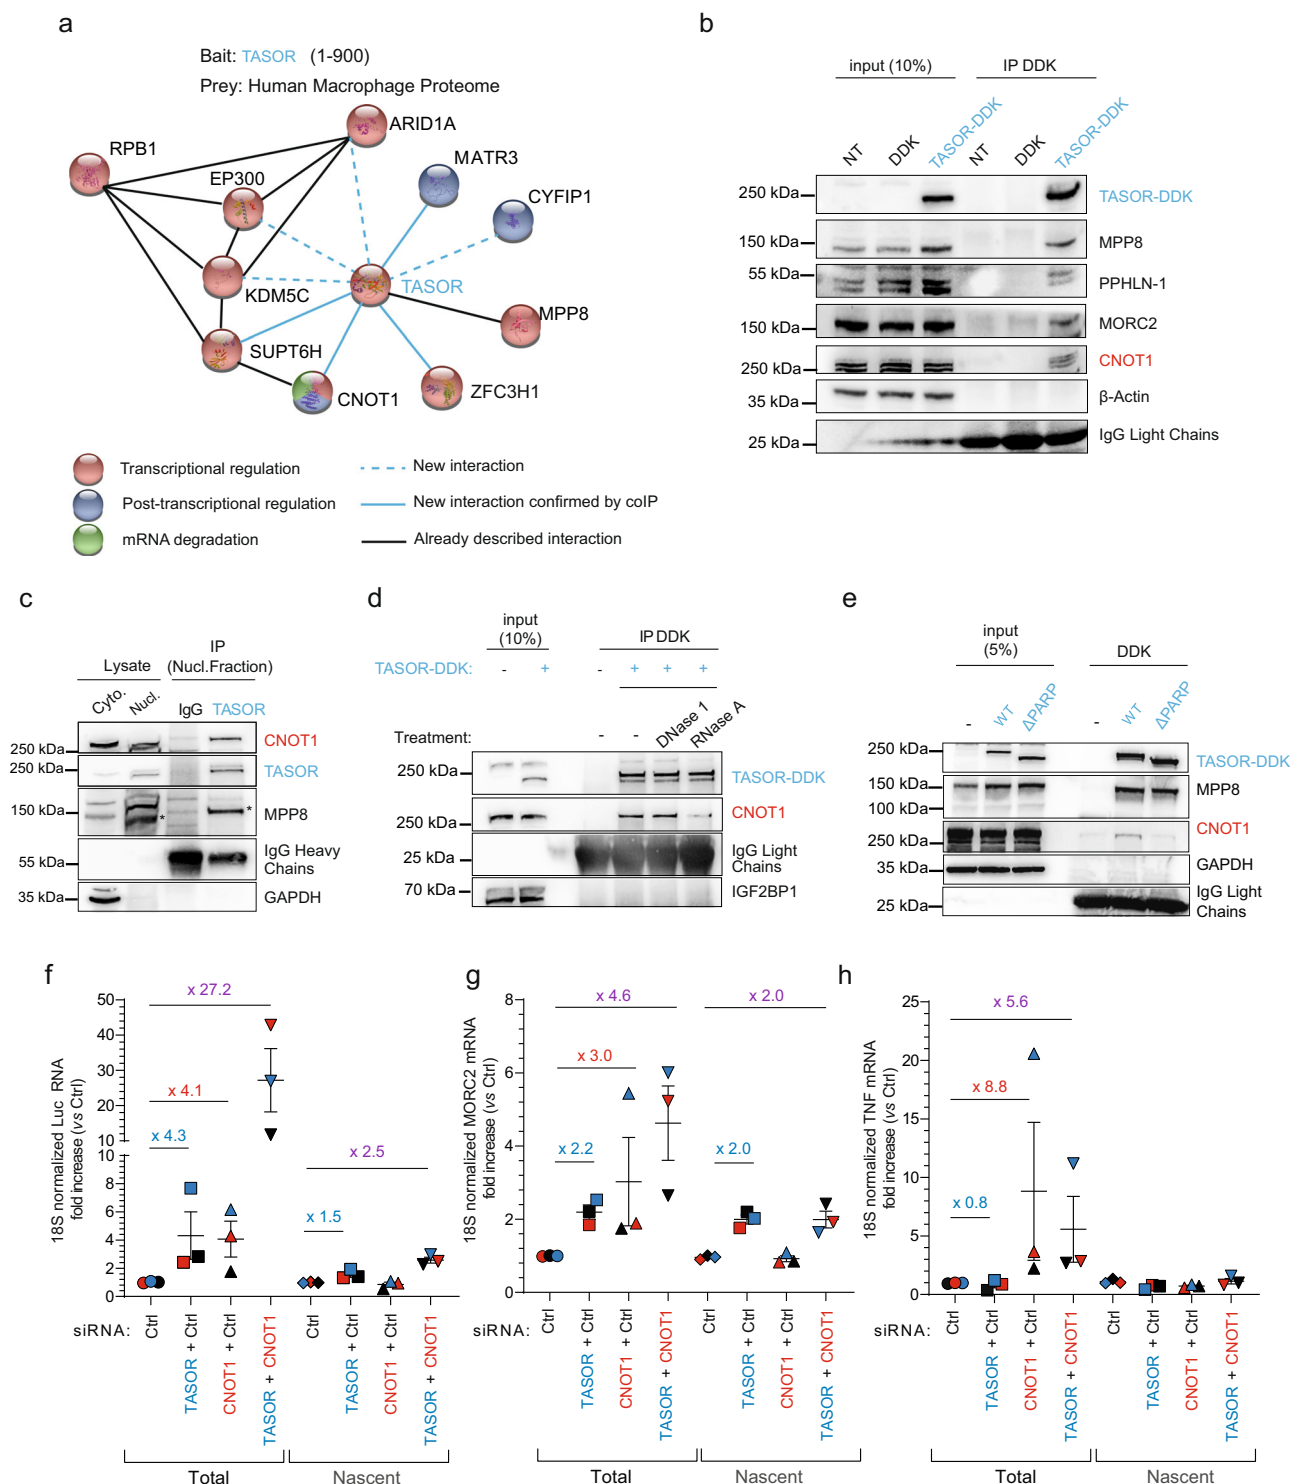 a
Bait: TASOR (1-900)
Prey: Human Macrophage Proteome
ARID1A
RPB1
MATR3
EP300
CYFIP1
KDM5C
TASOR
MPP8
SUPT6H
CNOT1
ZFC3H1
Transcriptional regulation
New interaction
Post-transcriptional regulation
New interaction confirmed by coIP
mRNA degradation
Already described interaction
b
input (10%) IP DDK
NT DDK TASOR-DDK NT DDK TASOR-DDK
250 kDa TASOR-DDK
150 kDa MPP8
55 kDa PPHLN-1
150 kDa MORC2
250 kDa CNOT1
35 kDa β-Actin
25 kDa IgG Light Chains
c
IP
Lysate (Nucl.Fraction)
Cyto. Nucl. IgG TASOR
250 kDa CNOT1
250 kDa TASOR
150 kDa * * MPP8
55 kDa IgG Heavy
Chains
35 kDa GAPDH
d
input
(10%) IP DDK
TASOR-DDK: - + - + + +
Treatment: - - DNase 1 RNase A
250 kDa TASOR-DDK
250 kDa CNOT1
25 kDa IgG Light
Chains
70 kDa IGF2BP1
e
input
(5%) DDK
- WT ΔPARP - WT ΔPARP
250 kDa TASOR-DDK
150 kDa MPP8
100 kDa
250 kDa CNOT1
35 kDa GAPDH
25 kDa IgG Light
Chains
f
18S normalized Luc RNA
fold increase (vs Ctrl)
50
40
30
20
10
10
8
6
4
2
0
x 27.2
x 4.1
x 4.3
x 2.5
x 1.5
siRNA: Ctrl TASOR + Ctrl CNOT1 + Ctrl TASOR + CNOT1 Ctrl TASOR + Ctrl CNOT1 + Ctrl TASOR + CNOT1
Total Nascent
g
18S normalized MORC2 mRNA
fold increase (vs Ctrl)
8
6
4
2
0
x 4.6 x 2.0
x 3.0
x 2.2 x 2.0
siRNA: Ctrl TASOR + Ctrl CNOT1 + Ctrl TASOR + CNOT1 Ctrl TASOR + Ctrl CNOT1 + Ctrl TASOR + CNOT1
Total Nascent
h
18S normalized TNF mRNA
fold increase (vs Ctrl)
25
20
15
10
5
0
x 5.6
x 8.8
x 0.8
siRNA: Ctrl TASOR + Ctrl CNOT1 + Ctrl TASOR + CNOT1 Ctrl TASOR + Ctrl CNOT1 + Ctrl TASOR + CNOT1
Total Nascent